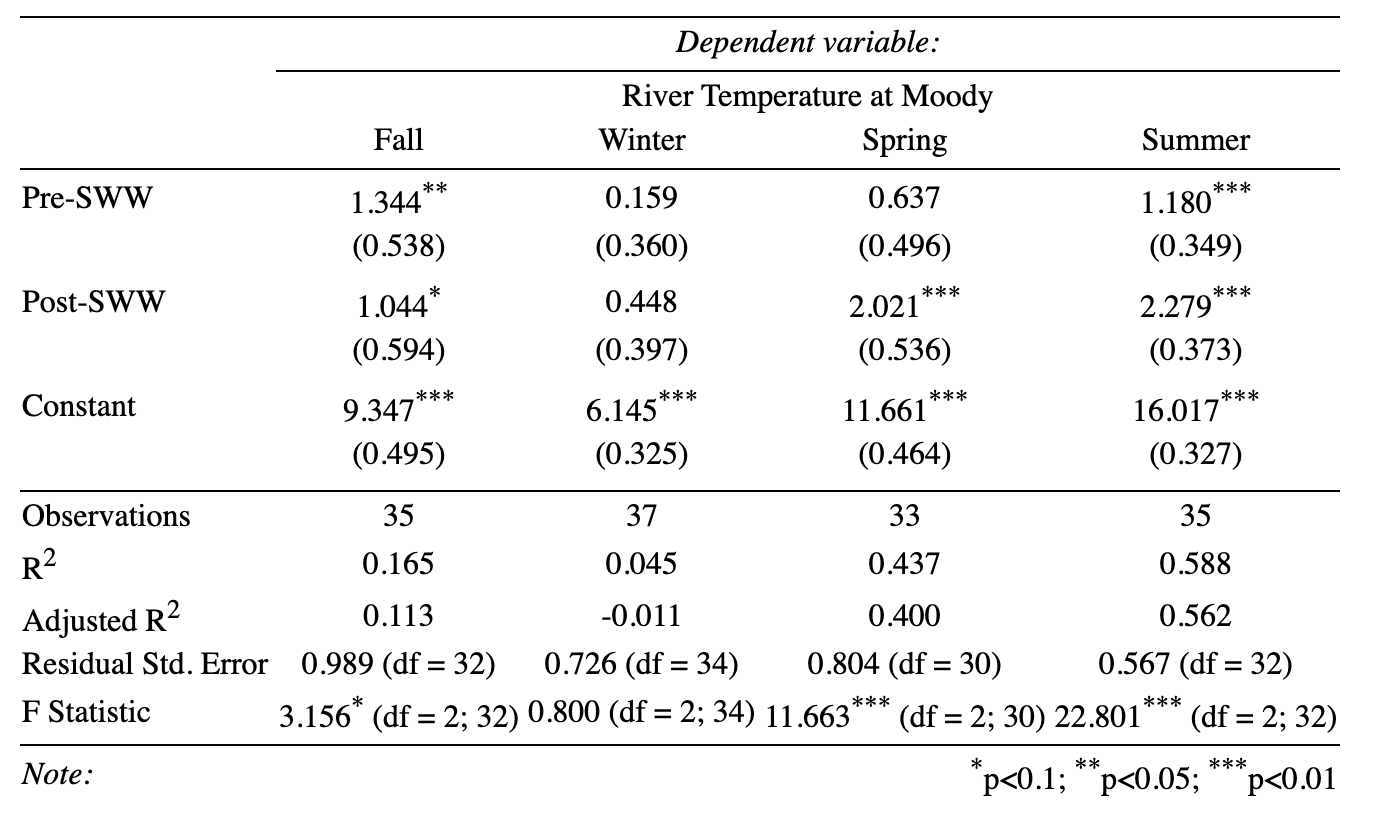 Dependent variable:
River Temperature at Moody
Fall Winter Spring Summer
Pre-SWW 1.344** 0.159 0.637 1.180***
(0.538) (0.360) (0.496) (0.349)
Post-SWW 1.044* 0.448 2.021*** 2.279***
(0.594) (0.397) (0.536) (0.373)
Constant 9.347*** 6.145*** 11.661*** 16.017***
(0.495) (0.325) (0.464) (0.327)
Observations 35 37 33 35
R2 0.165 0.045 0.437 0.588
Adjusted R2 0.113 -0.011 0.400 0.562
Residual Std. Error 0.989 (df = 32) 0.726 (df = 34) 0.804 (df = 30) 0.567 (df = 32)
F Statistic 3.156* (df = 2; 32) 0.800 (df = 2; 34) 11.663*** (df = 2; 30) 22.801*** (df = 2; 32)
Note: *p<0.1; **p<0.05; ***p<0.01